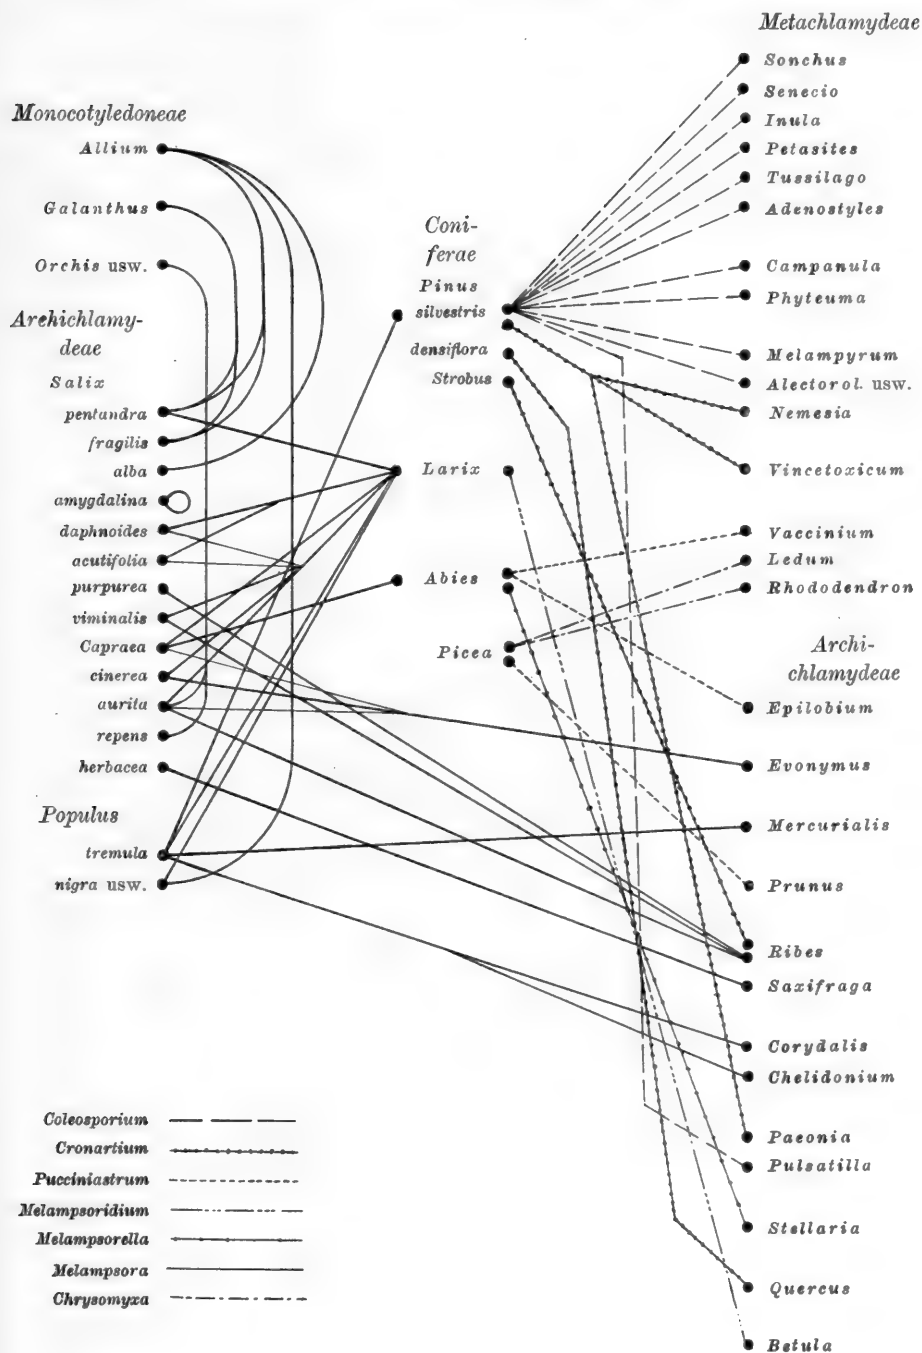 Monocotyledoneae
Allium
Galanthus
Orchis usw.
Archichlamy-
deae
Salix
pentandra
fragilis
alba
amygdalina
daphnoides
acutifolia
purpurea
viminalis
Capraea
cinerea
aurita
repens
herbacea
Populus
tremula
nigra usw.
Coni-
ferae
Pinus
silvestris
densiflora
Strobus
Larix
Abies
Picea
Metachlamydeae
Sonchus
Senecio
Inula
Petasites
Tussilago
Adenostyles
Campanula
Phyteuma
Melampyrum
Alectorol. usw.
Nemesia
Vincetoxicum
Vaccinium
Ledum
Rhododendron
Archi-
chlamydeae
Epilobium
Evonymus
Mercurialis
Prunus
Ribes
Saxifraga
Corydalis
Chelidonium
Paeonia
Pulsatilla
Stellaria
Quercus
Betula
Coleosporium
Cronartium
Pucciniastrum
Melampsoridium
Melampsorella
Melampsora
Chrysomyxa